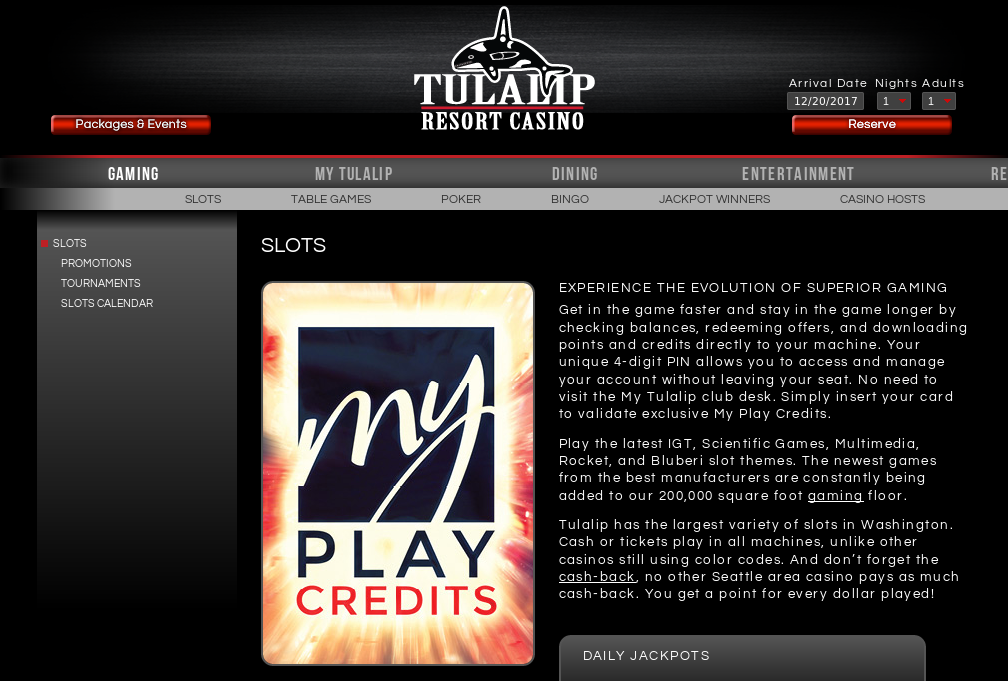 TULALIP
RESORT CASINO
Arrival Date Nights Adults
12/20/2017 1 1
Packages & Events
Reserve
GAMING MY TULALIP DINING ENTERTAINMENT RE
SLOTS TABLE GAMES POKER BINGO JACKPOT WINNERS CASINO HOSTS
SLOTS
PROMOTIONS
TOURNAMENTS
SLOTS CALENDAR
SLOTS
my
PLAY
CREDITS
EXPERIENCE THE EVOLUTION OF SUPERIOR GAMING
Get in the game faster and stay in the game longer by
checking balances, redeeming offers, and downloading
points and credits directly to your machine. Your
unique 4-digit PIN allows you to access and manage
your account without leaving your seat. No need to
visit the My Tulalip club desk. Simply insert your card
to validate exclusive My Play Credits.
Play the latest IGT, Scientific Games, Multimedia,
Rocket, and Bluberi slot themes. The newest games
from the best manufacturers are constantly being
added to our 200,000 square foot gaming floor.
Tulalip has the largest variety of slots in Washington.
Cash or tickets play in all machines, unlike other
casinos still using color codes. And don’t forget the
cash-back, no other Seattle area casino pays as much
cash-back. You get a point for every dollar played!
DAILY JACKPOTS